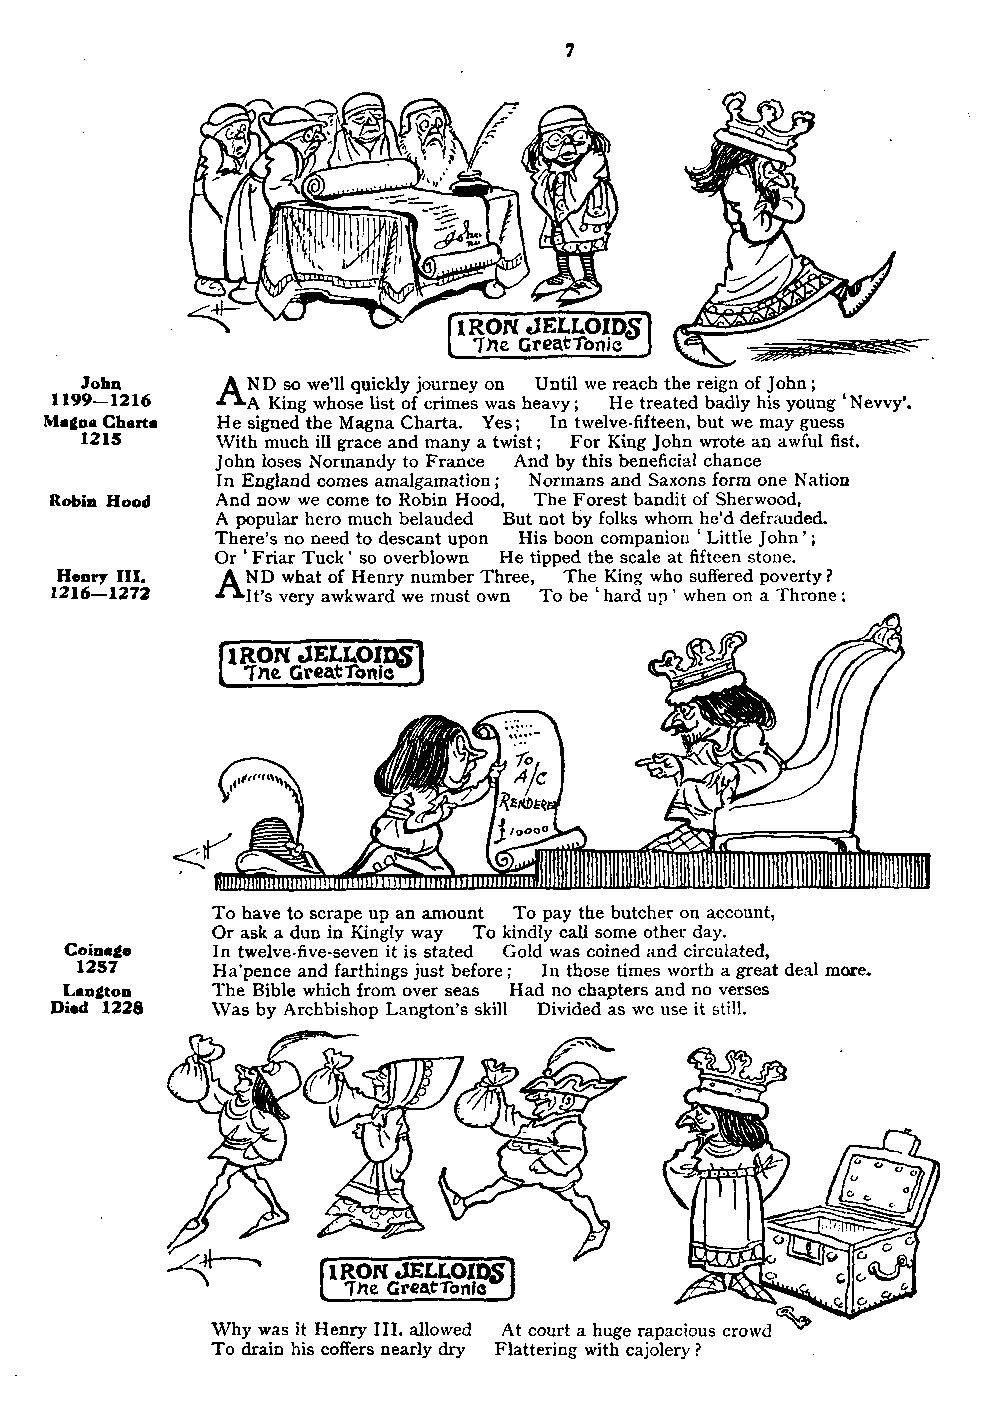 7
John
IRON JELLOIDS
The Great Tonic
John
1199—1216
AND so we'll quickly journey on Until we reach the reign of John;
A King whose list of crimes was heavy; He treated badly his young 'Nevvy'.
Magna Charta
1215
He signed the Magna Charta. Yes; In twelve-fifteen, but we may guess
With much ill grace and many a twist; For King John wrote an awful fist.
John loses Normandy to France And by this beneficial chance
In England comes amalgamation; Normans and Saxons form one Nation
Robin Hood
And now we come to Robin Hood, The Forest bandit of Sherwood,
A popular hero much belauded But not by folks whom he'd defrauded.
There's no need to descant upon His boon companion 'Little John';
Or 'Friar Tuck' so overblown He tipped the scale at fifteen stone.
Henry III.
1216—1272
AND what of Henry number Three, The King who suffered poverty?
It's very awkward we must own To be 'hard up' when on a Throne;
IRON JELLOIDS
The Great Tonic
To
A/C
RENDERED
£10000
To have to scrape up an amount To pay the butcher on account,
Or ask a dun in Kingly way To kindly call some other day.
Coinage
1257
In twelve-five-seven it is stated Gold was coined and circulated,
Ha'pence and farthings just before; In those times worth a great deal more.
Langton
Died 1228
The Bible which from over seas Had no chapters and no verses
Was by Archbishop Langton's skill Divided as we use it still.
IRON JELLOIDS
The Great Tonic
Why was it Henry III. allowed At court a huge rapacious crowd
To drain his coffers nearly dry Flattering with cajolery?